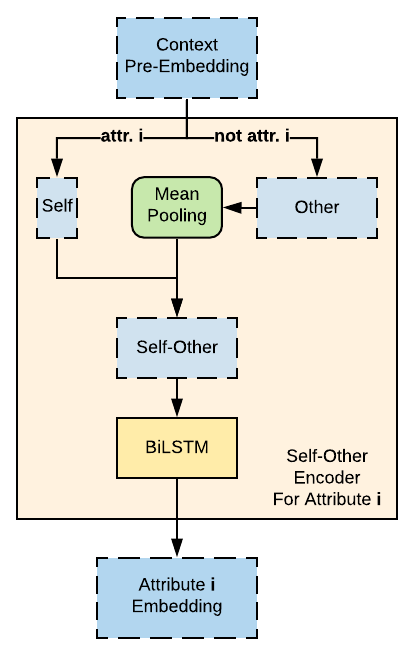 Context
Pre-Embedding
attr. i
not attr. i
Self
Mean
Pooling
Other
Self-Other
BiLSTM
Self-Other
Encoder
For Attribute i
Attribute i
Embedding